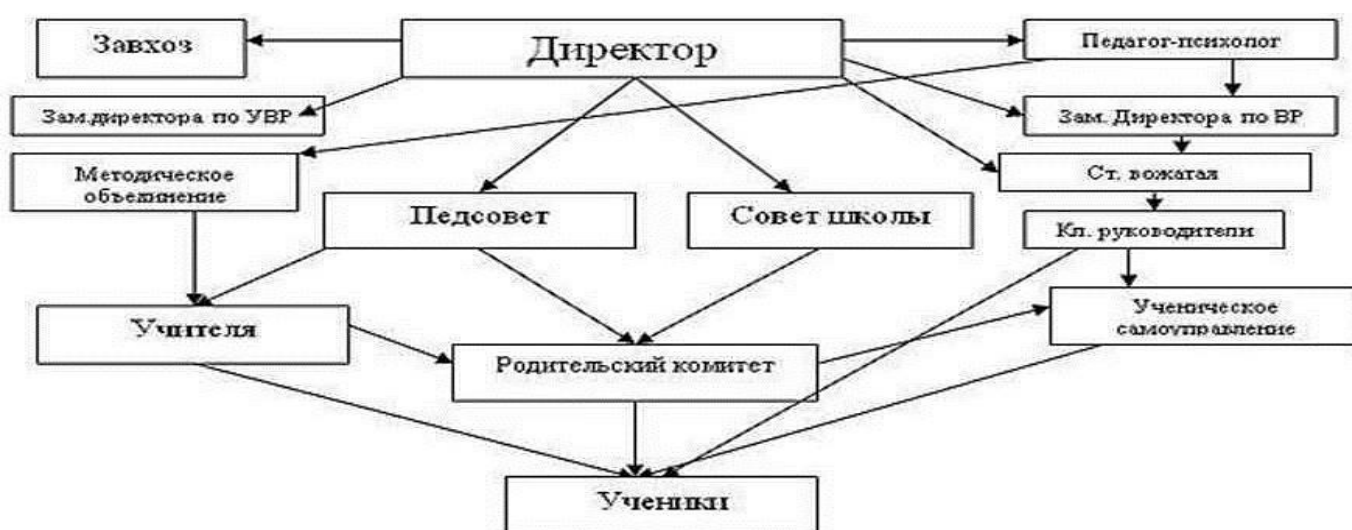 Завхоз
Директор
Педагог-психолог
Зам.директора по УВР
Зам. Директора по ВР
Методическое
объединение
Ст. вожатая
Педсовет
Совет школы
Кл. руководители
Учителя
Ученическое
самоуправление
Родительский комитет
Ученики